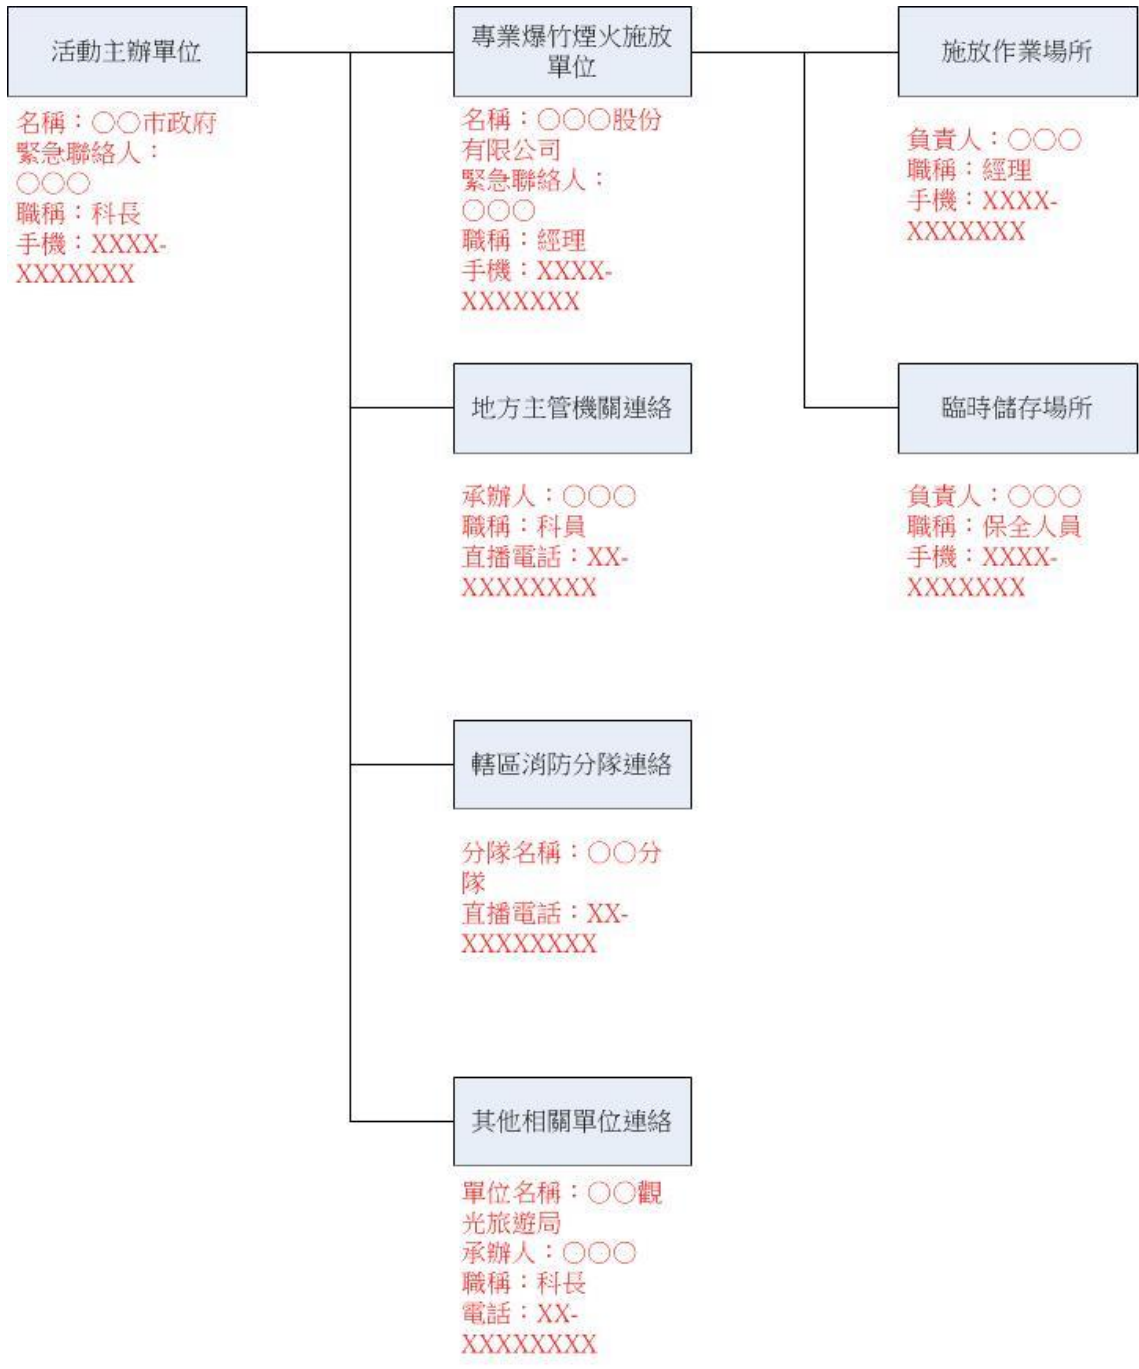 活動主辦單位
名稱：○○市政府
緊急聯絡人：
○○○
職稱：科長
手機：XXXX-
XXXXXXX
專業爆竹煙火施放
單位
名稱：○○○股份
有限公司
緊急聯絡人：
○○○
職稱：經理
手機：XXXX-
XXXXXXX
施放作業場所
負責人：○○○
職稱：經理
手機：XXXX-
XXXXXXX
地方主管機關連絡
承辦人：○○○
職稱：科員
直播電話：XX-
XXXXXXXX
臨時儲存場所
負責人：○○○
職稱：保全人員
手機：XXXX-
XXXXXXX
轄區消防分隊連絡
分隊名稱：○○分
隊
直播電話：XX-
XXXXXXXX
其他相關單位連絡
單位名稱：○○觀
光旅遊局
承辦人：○○○
職稱：科長
電話：XX-
XXXXXXXX